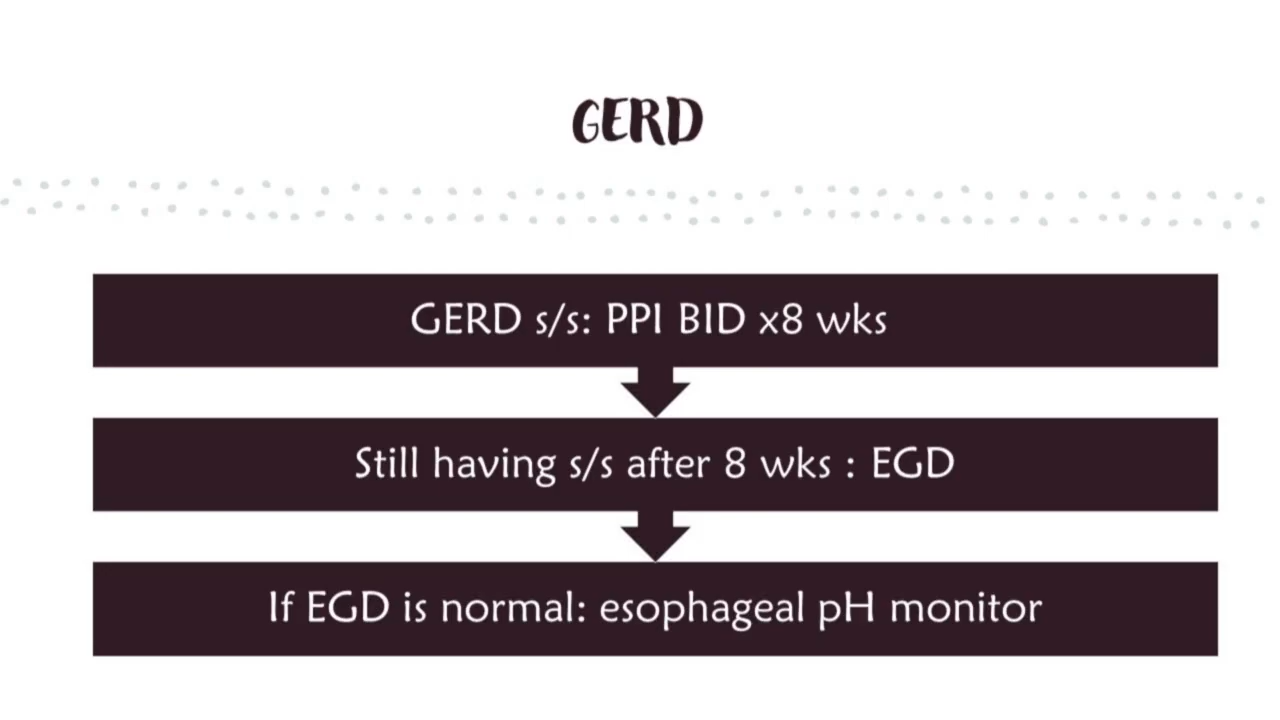 GERD
GERD s/s: PPI BID x8 wks
Still having s/s after 8 wks : EGD
If EGD is normal: esophageal pH monitor